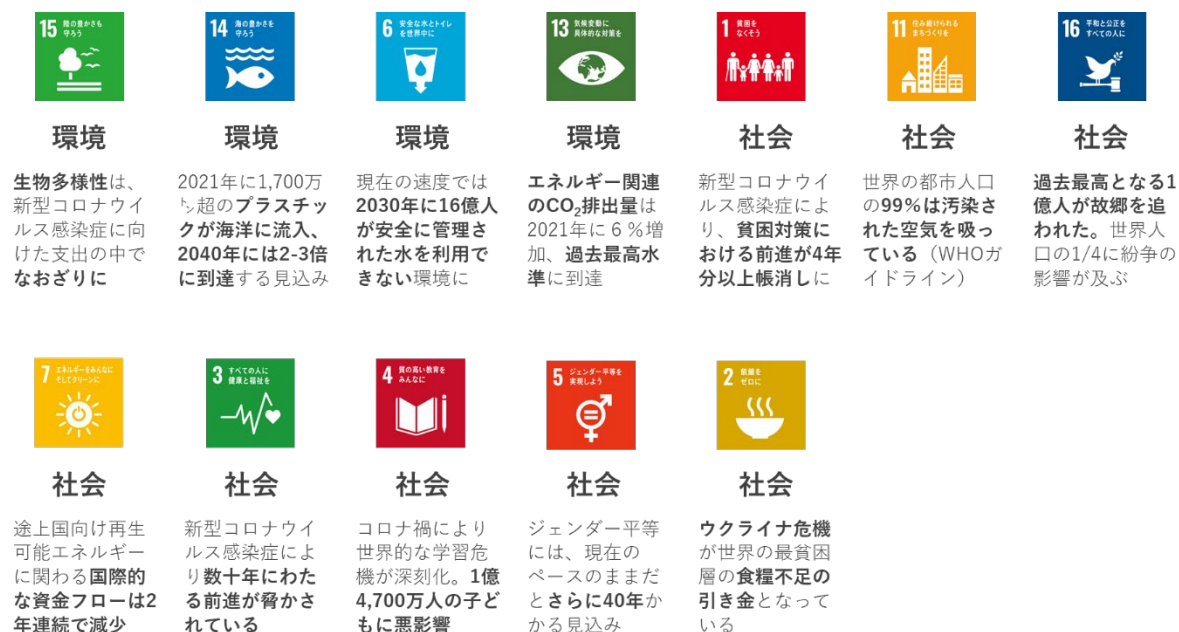 15 陸の豊かさも
守ろう
環境
生物多様性は、
新型コロナウイ
ルス感染症に向
けた支出の中で
なおざりに
14 海の豊かさを
守ろう
環境
2021年に1,700万
㌧超のプラスチッ
クが海洋に流入、
2040年には2-3倍
に到達する見込み
6 安全な水とトイレ
を世界中に
環境
現在の速度では
2030年に16億人
が安全に管理さ
れた水を利用で
きない環境に
13 気候変動に
具体的な対策を
環境
エネルギー関連
のCO₂排出量は
2021年に6%増
加、過去最高水
準に到達
1 貧困を
なくそう
社会
新型コロナウイ
ルス感染症によ
り、貧困対策に
おける前進が4年
分以上帳消しに
11 住み続けられる
まちづくりを
社会
世界の都市人口
の99%は汚染さ
れた空気を吸っ
ている（WHOガ
イドライン）
16 平和と公正を
すべての人に
社会
過去最高となる1
億人が故郷を追
われた。世界人
口の1/4に紛争の
影響が及ぶ
7 エネルギーをみんなに
そしてクリーンに
社会
途上国向け再生
可能エネルギー
に関わる国際的
な資金フローは2
年連続で減少
3 すべての人に
健康と福祉を
社会
新型コロナウイ
ルス感染症によ
り数十年にわた
る前進が脅かさ
れている
4 質の高い教育を
みんなに
社会
コロナ禍により
世界的な学習危
機が深刻化。1億
4,700万人の子ど
もに悪影響
5 ジェンダー平等を
実現しよう
社会
ジェンダー平等
には、現在の
ペースのままだ
とさらに40年か
かる見込み
2 飢餓を
ゼロに
社会
ウクライナ危機
が世界の最貧困
層の食糧不足の
引き金となって
いる